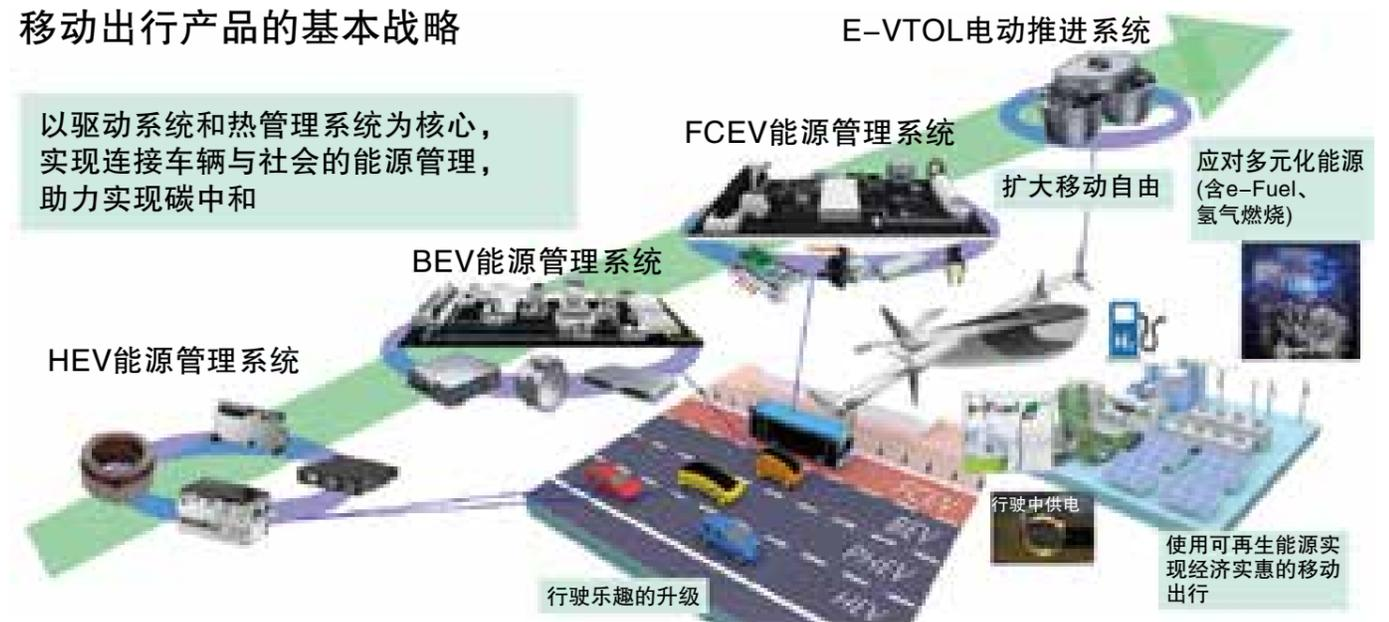 移动出行产品的基本战略
E-VTOL电动推进系统
以驱动系统和热管理系统为核心，
实现连接车辆与社会的能源管理，
助力实现碳中和
FCEV能源管理系统
应对多元化能源
(含e-Fuel、
氢气燃烧)
扩大移动自由
BEV能源管理系统
HEV能源管理系统
H₂
FCEV
BEV
PHEV
HEV
行驶中供电
使用可再生能源实
现经济实惠的移动
出行
行驶乐趣的升级